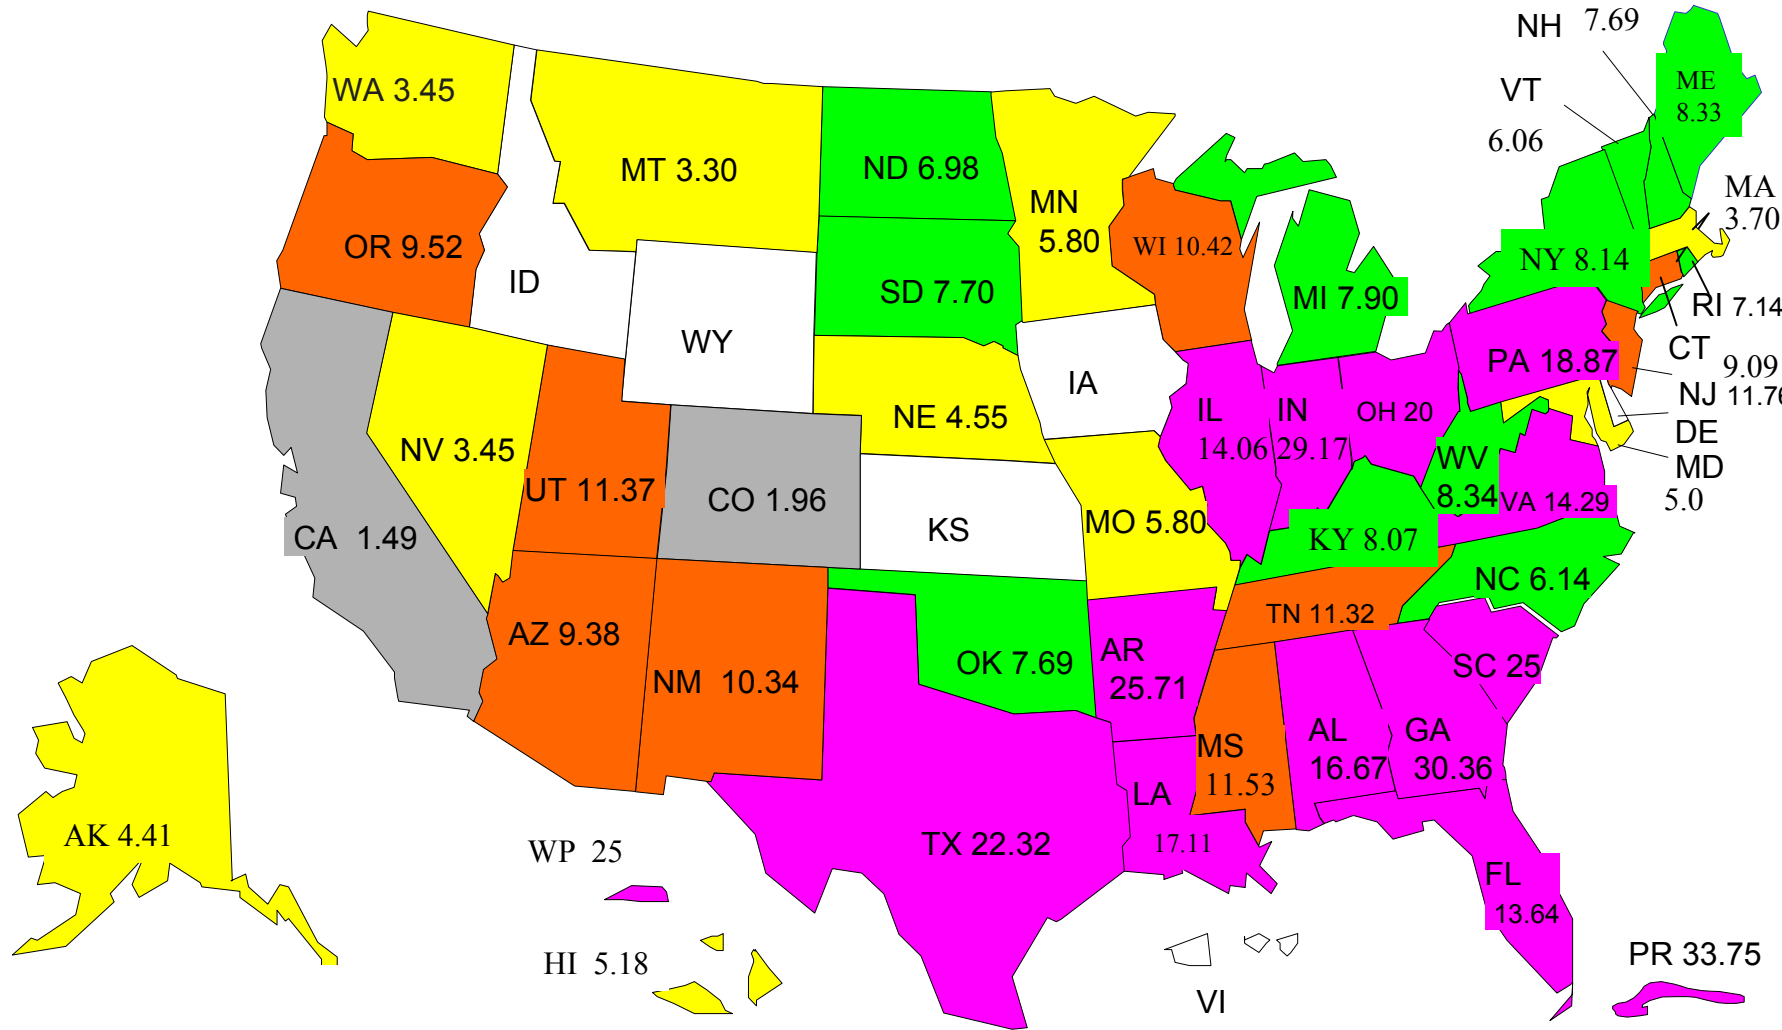 NH 7.69
ME
8.33
WA 3.45
VT
6.06
MT 3.30
ND 6.98
MN
5.80
MA
3.70
OR 9.52
WI 10.42
NY 8.14
ID
SD 7.70
MI 7.90
RI 7.14
WY
CT
9.09
PA 18.87
IA
NJ 11.76
NE 4.55
IL
14.06
IN
29.17
OH 20
DE
NV 3.45
WV
8.34
MD
5.0
UT 11.37
CO 1.96
VA 14.29
KS
MO 5.80
CA 1.49
KY 8.07
NC 6.14
TN 11.32
AZ 9.38
OK 7.69
AR
25.71
SC 25
NM 10.34
MS
11.53
AL
16.67
GA
30.36
LA
17.11
AK 4.41
WP 25
TX 22.32
FL
13.64
HI 5.18
PR 33.75
VI